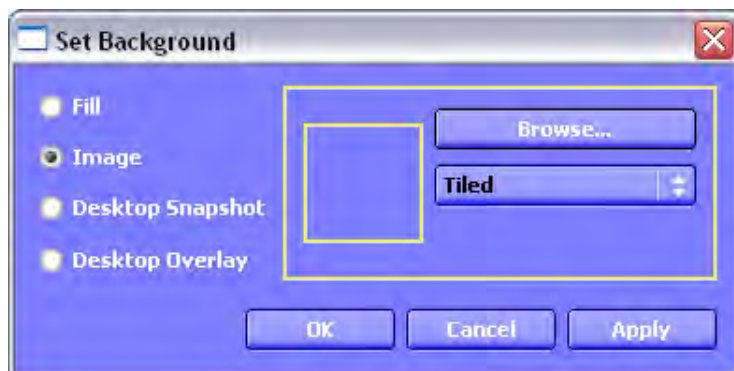 Set Background
Fill
Image
Desktop Snapshot
Desktop Overlay
Browse...
Tiled
OK
Cancel
Apply